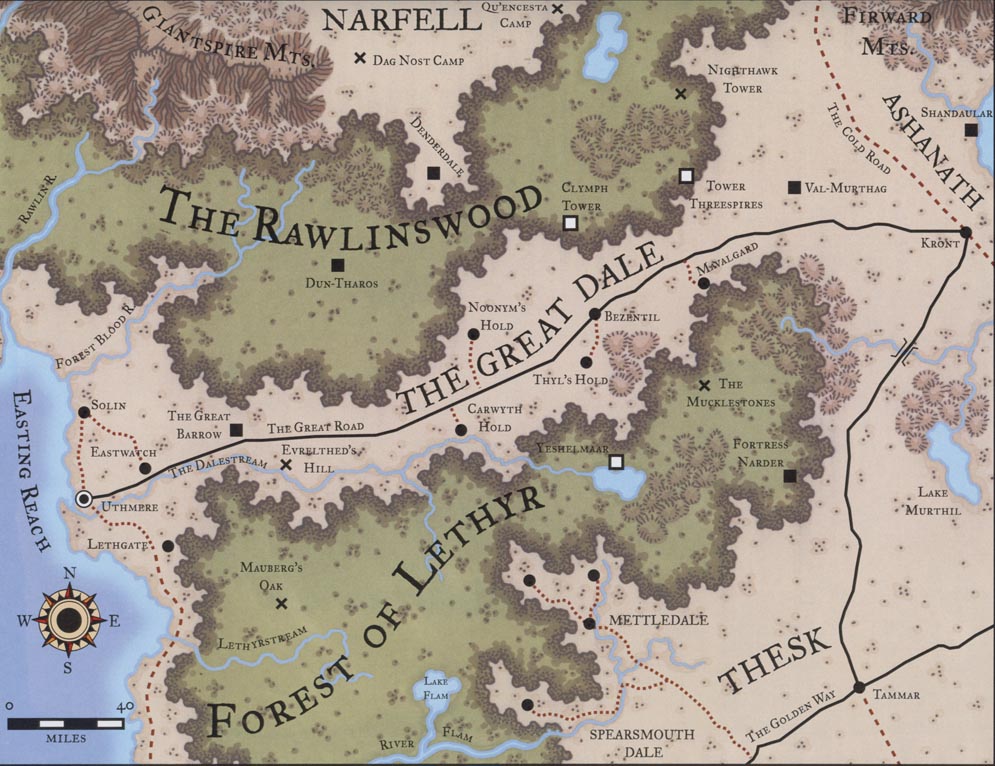 NARFELL
QU'ENCESTA
CAMP
FIRWARD
MTS.
GIANTSPIRE MTS.
DAG NOST CAMP
NIGHTHAWK
TOWER
THE COLD ROAD
ASHANATH
SHANDAULAR
DENDERDALE
RAWLIN R.
THE RAWLINSWOOD
CLYMPH
TOWER
TOWER
THREESPIRES
VAL-MURTHAG
KRONT
DUN-THAROS
MAVALGARD
THE GREAT DALE
NOONYM'S
HOLD
BEZENTIL
FOREST BLOOD R.
THYL'S HOLD
THE
MUCKLESTONES
EASTING REACH
SOLIN
THE GREAT
BARROW
THE GREAT ROAD
CARWYTH
HOLD
EASTWATCH
THE DALESTREAM
EVRELTHED'S
HILL
YESHELMAAR
FORTRESS
NARDER
LAKE
MURTHIL
UTHMERE
LETHGATE
MAUBERG'S
OAK
FOREST OF LETHYR
N
W
E
S
METTLEDALE
LETHYRSTREAM
THESK
LAKE
FLAM
TAMMAR
THE GOLDEN WAY
0
40
MILES
RIVER FLAM
SPEARSMOUTH
DALE